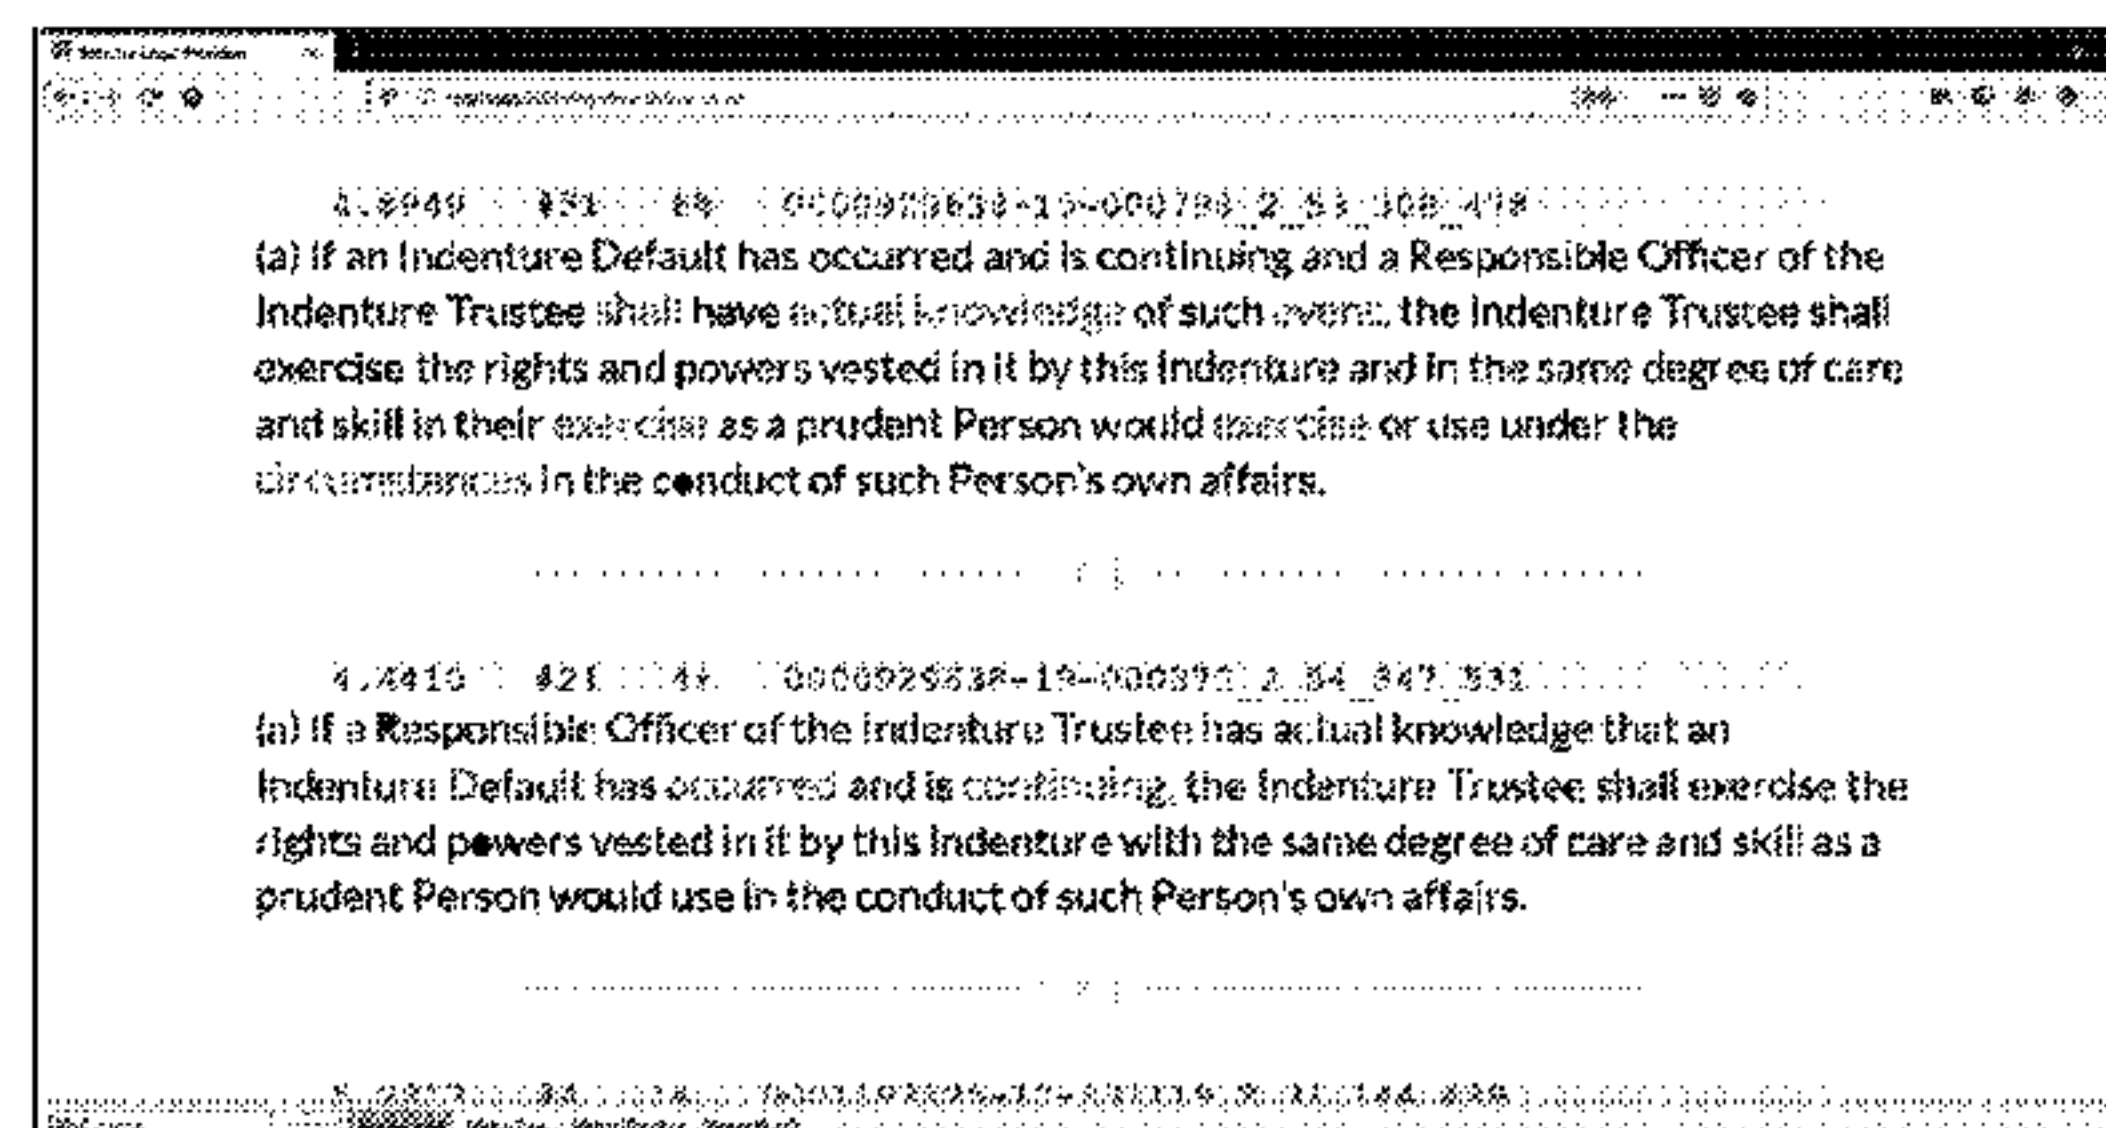 (a) If an Indenture Default has occurred and is continuing and a Responsible Officer of the
Indenture Trustee shall have actual knowledge of such event, the Indenture Trustee shall
exercise the rights and powers vested in it by this Indenture and in the same degree of care
and skill in their exercise as a prudent Person would exercise or use under the
circumstances in the conduct of such Person's own affairs.
(a) If a Responsible Officer of the Indenture Trustee has actual knowledge that an
Indenture Default has occurred and is continuing, the Indenture Trustee shall exercise the
rights and powers vested in it by this Indenture with the same degree of care and skill as a
prudent Person would use in the conduct of such Person's own affairs.